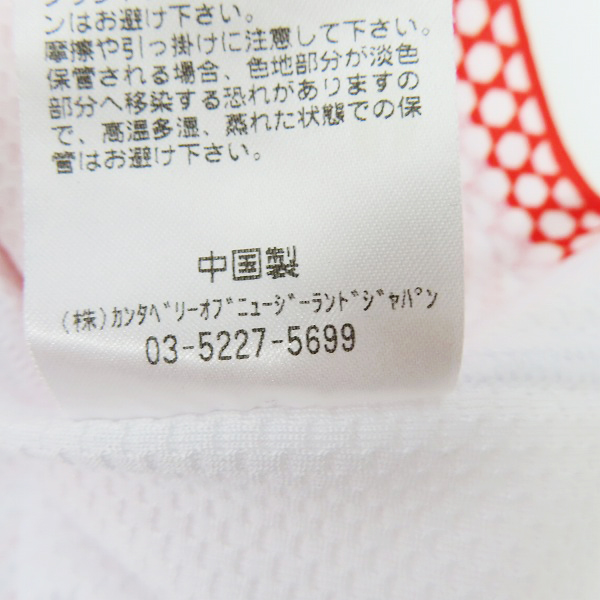 ンはお避け下さい。
摩擦や引っ掛けに注意して下さい。
保管される場合、色地部分が淡色
部分へ移染する恐れがありますの
で、高温多湿、蒸れた状態での保
管はお避け下さい。
中国製
(株)カンタベリーオブニュージーランドジャパン
03-5227-5699